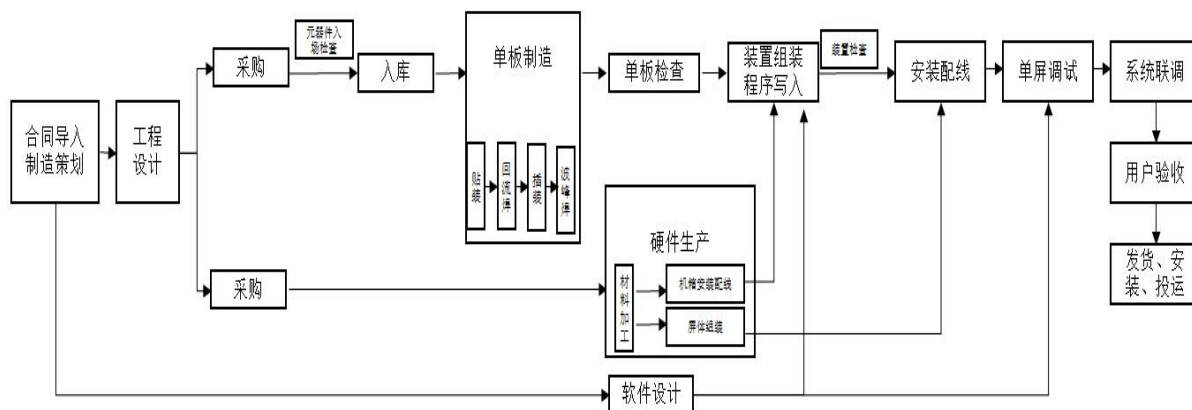 元器件入
场检查
采购
入库
单板制造
单板检查
装置组装
程序写入
装置检查
安装配线
单屏调试
系统联调
合同导入
制造策划
工程
设计
贴装
回流焊
插装
波峰焊
用户验收
硬件生产
材料加工
机箱安装配线
屏体组装
采购
发货、安
装、投运
软件设计